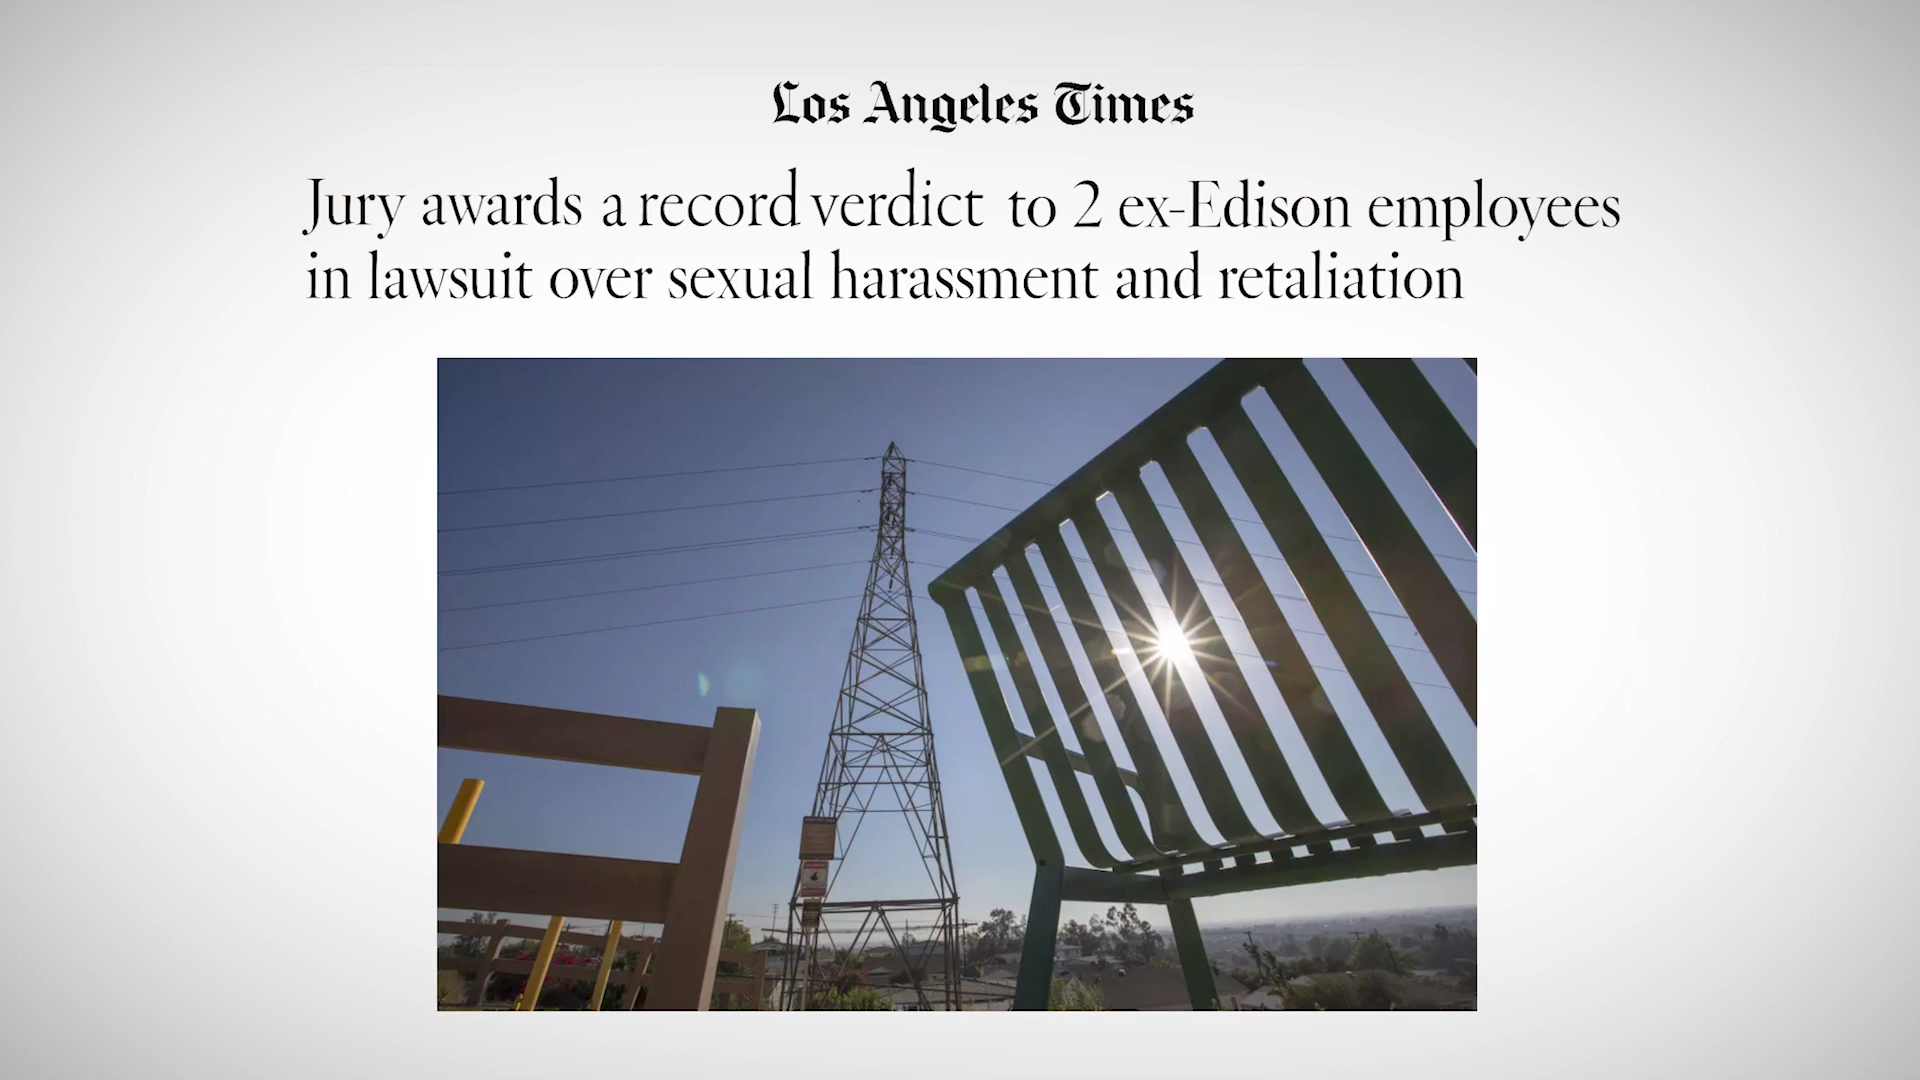 Los Angeles Times
Jury awards a record verdict to 2 ex-Edison employees
in lawsuit over sexual harassment and retaliation